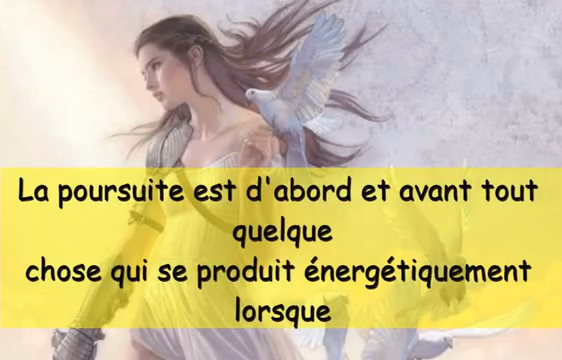 La poursuite est d'abord et avant tout
quelque
chose qui se produit énergétiquement
lorsque